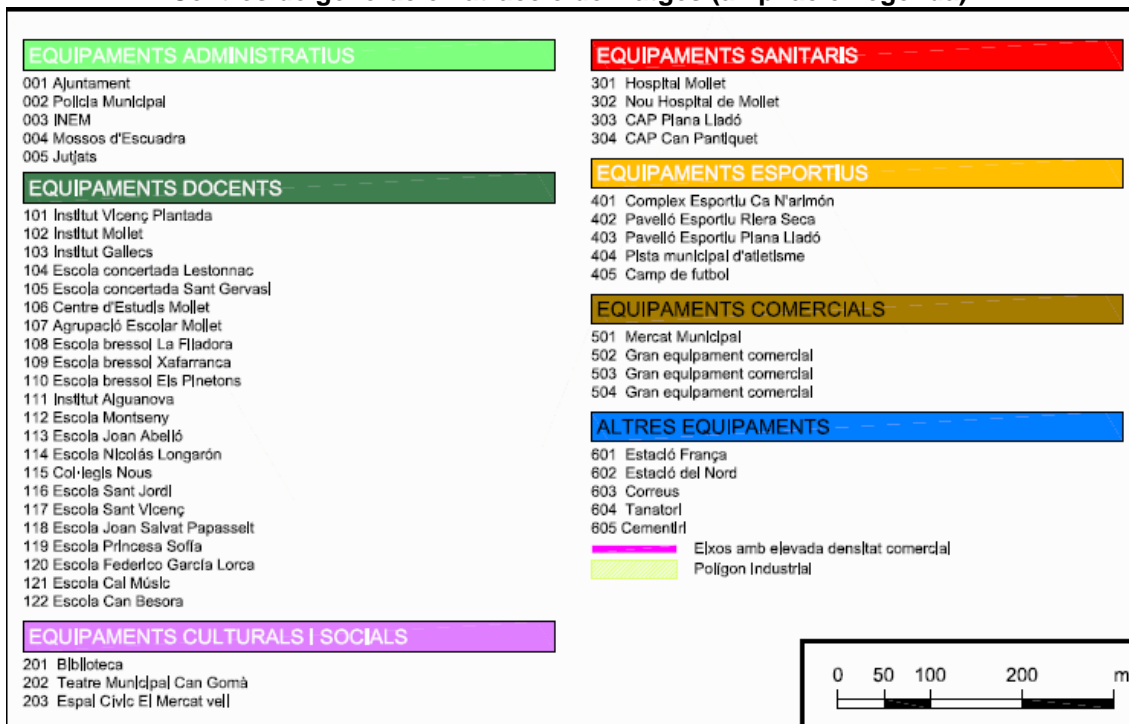 EQUIPAMENTS ADMINISTRATIUS
001 Ajuntament
002 Policia Municipal
003 INEM
004 Mossos d'Escuadra
005 Jutjats
EQUIPAMENTS DOCENTS
101 Institut Vicenç Plantada
102 Institut Mollet
103 Institut Gallecs
104 Escola concertada Lestonnac
105 Escola concertada Sant Gervasi
106 Centre d'Estudis Mollet
107 Agrupació Escolar Mollet
108 Escola bressol La Filadora
109 Escola bressol Xafarranca
110 Escola bressol Els Pinetons
111 Institut Aiguanova
112 Escola Montseny
113 Escola Joan Abelló
114 Escola Nicolás Longarón
115 Col·legis Nous
116 Escola Sant Jordi
117 Escola Sant Vicenç
118 Escola Joan Salvat Papasseit
119 Escola Princesa Sofía
120 Escola Federico García Lorca
121 Escola Cal Músic
122 Escola Can Besora
EQUIPAMENTS CULTURALS I SOCIALS
201 Biblioteca
202 Teatre Municipal Can Gomà
203 Espai Cívic El Mercat vell
EQUIPAMENTS SANITARIS
301 Hospital Mollet
302 Nou Hospital de Mollet
303 CAP Plana Lladó
304 CAP Can Pantiquet
EQUIPAMENTS ESPORTIUS
401 Complex Esportiu Ca N'arimón
402 Pavelló Esportiu Riera Seca
403 Pavelló Esportiu Plana Lladó
404 Pista municipal d'atletisme
405 Camp de futbol
EQUIPAMENTS COMERCIALS
501 Mercat Municipal
502 Gran equipament comercial
503 Gran equipament comercial
504 Gran equipament comercial
ALTRES EQUIPAMENTS
601 Estació França
602 Estació del Nord
603 Correus
604 Tanatori
605 Cementiri
Eixos amb elevada densitat comercial
Polígon Industrial
0 50 100 200 m